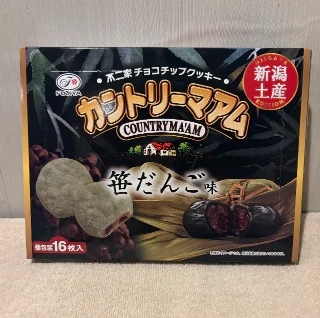 FUJIYA
不二家 チョコチップクッキー
カントリーマアム
COUNTRY MA'AM
NIIGATA
新潟
土産
EDITION
笹だんご味
個包装16枚入